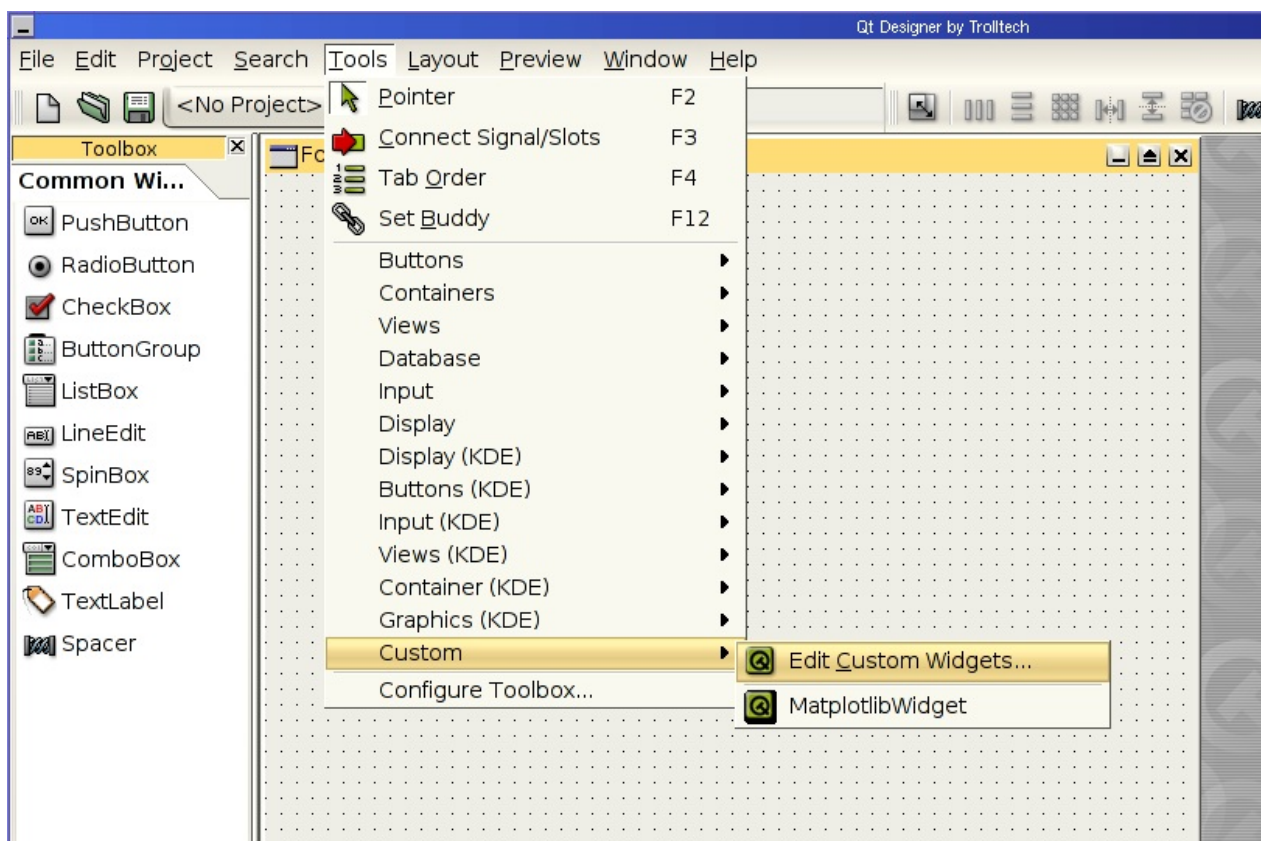 Qt Designer by Trolltech
File Edit Project Search Tools Layout Preview Window Help
<No Project>
Toolbox
Common Wi...
PushButton
RadioButton
CheckBox
ButtonGroup
ListBox
LineEdit
SpinBox
TextEdit
ComboBox
TextLabel
Spacer
Fo
Pointer F2
Connect Signal/Slots F3
Tab Order F4
Set Buddy F12
Buttons
Containers
Views
Database
Input
Display
Display (KDE)
Buttons (KDE)
Input (KDE)
Views (KDE)
Container (KDE)
Graphics (KDE)
Custom
Configure Toolbox...
Edit Custom Widgets...
MatplotlibWidget